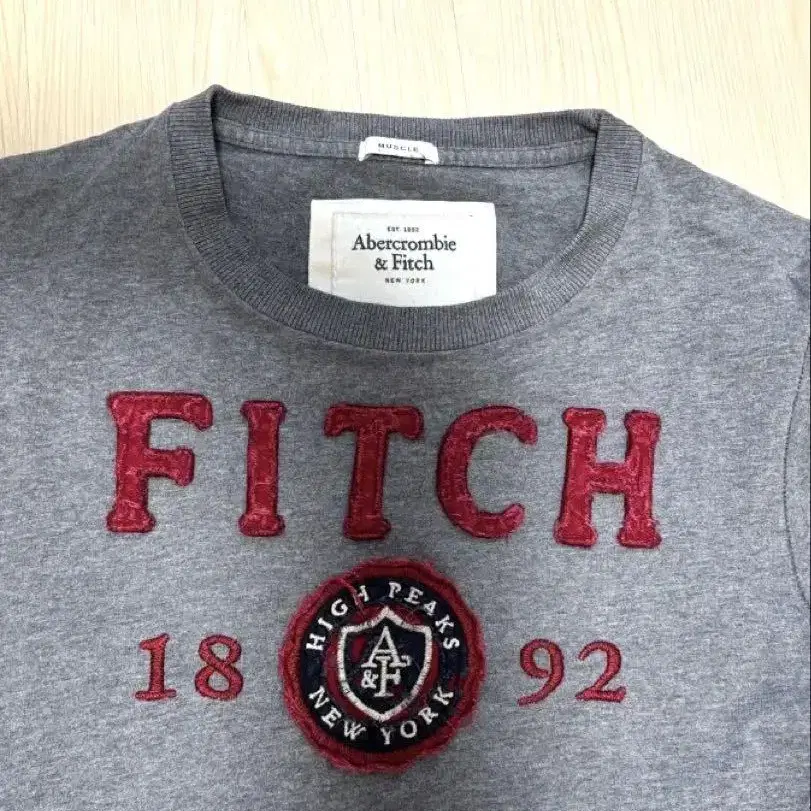 MUSCLE
EST. 1892
Abercrombie
& Fitch
NEW YORK
FITCH
HIGH PEAKS
18 A&F 92
NEW YORK